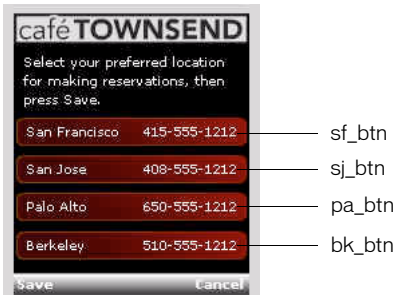 café TOWNSEND
Select your preferred location
for making reservations, then
press Save.
San Francisco 415-555-1212 sf_btn
San Jose 408-555-1212 sj_btn
Palo Alto 650-555-1212 pa_btn
Berkeley 510-555-1212 bk_btn
Save Cancel